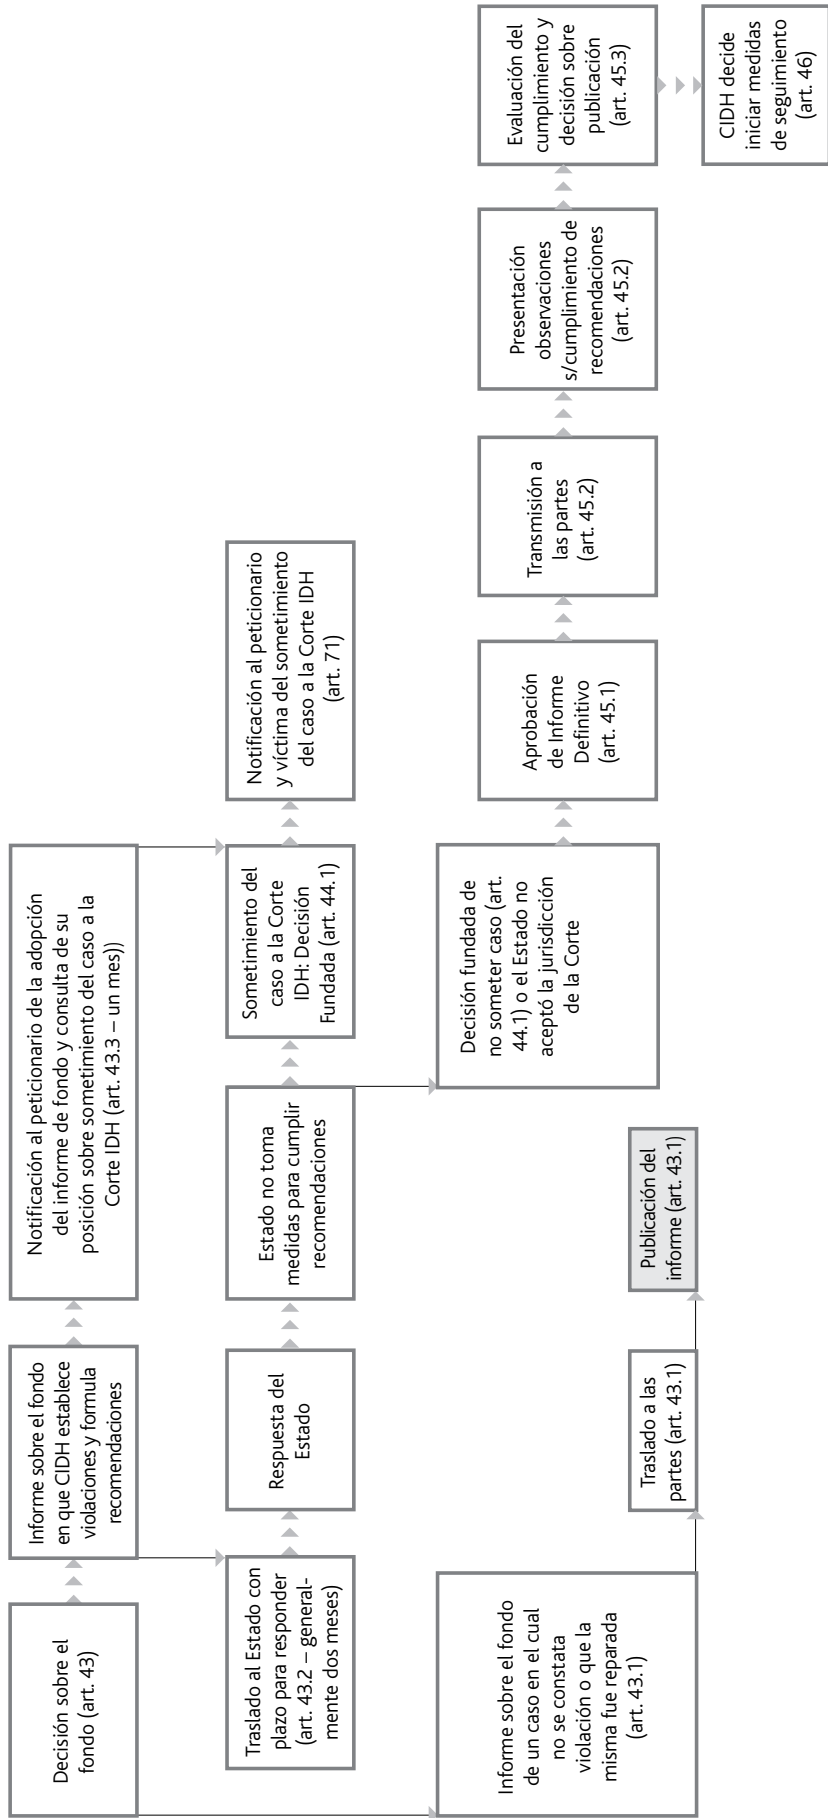 Decisión sobre el
fondo (art. 43)
Informe sobre el fondo
en que CIDH establece
violaciones y formula
recomendaciones
Notificación al peticionario de la adopción
del informe de fondo y consulta de su
posición sobre sometimiento del caso a la
Corte IDH (art. 43.3 – un mes))
Traslado al Estado con
plazo para responder
(art. 43.2 – general-
mente dos meses)
Respuesta del
Estado
Estado no toma
medidas para cumplir
recomendaciones
Sometimiento del
caso a la Corte
IDH: Decisión
Fundada (art. 44.1)
Notificación al peticionario
y víctima del sometimiento
del caso a la Corte IDH
(art. 71)
Informe sobre el fondo
de un caso en el cual
no se constata
violación o que la
misma fue reparada
(art. 43.1)
Traslado a las
partes (art. 43.1)
Publicación del
informe (art. 43.1)
Decisión fundada de
no someter caso (art.
44.1) o el Estado no
aceptó la jurisdicción
de la Corte
Aprobación
de Informe
Definitivo
(art. 45.1)
Transmisión a
las partes
(art. 45.2)
Presentación
observaciones
s/cumplimiento de
recomendaciones
(art. 45.2)
Evaluación del
cumplimiento y
decisión sobre
publicación
(art. 45.3)
CIDH decide
iniciar medidas
de seguimiento
(art. 46)